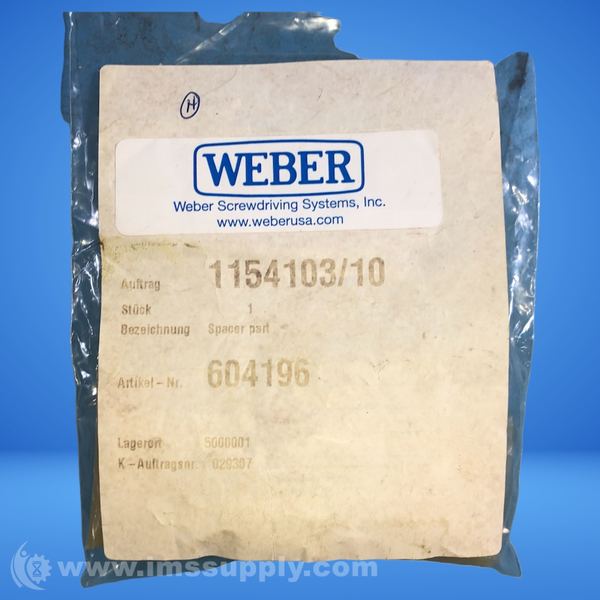 H
WEBER
Weber Screwdriving Systems, Inc.
www.weberusa.com
Auftrag 1154103/10
Stück 1
Bezeichnung Spacer part
Artikel-Nr. 604196
Lagerort 5000001
K-Auftragsnr. 029307
www.imssupply.com